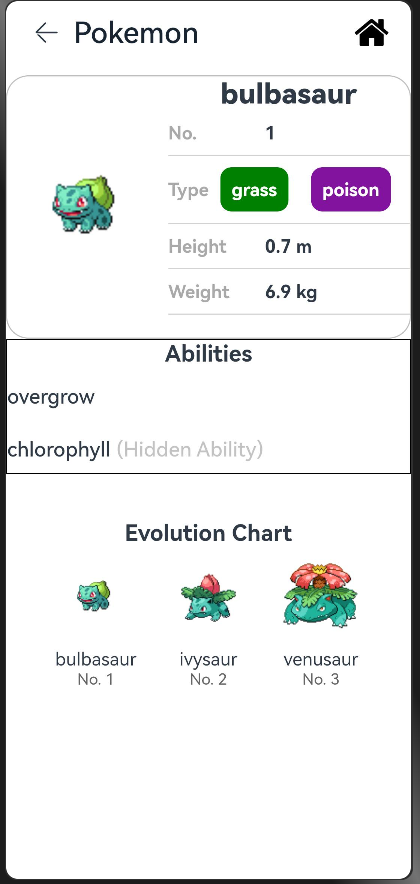 Pokemon
bulbasaur
No. 1
Type grass poison
Height 0.7 m
Weight 6.9 kg
Abilities
overgrow
chlorophyll (Hidden Ability)
Evolution Chart
bulbasaur ivysaur venusaur
No. 1 No. 2 No. 3